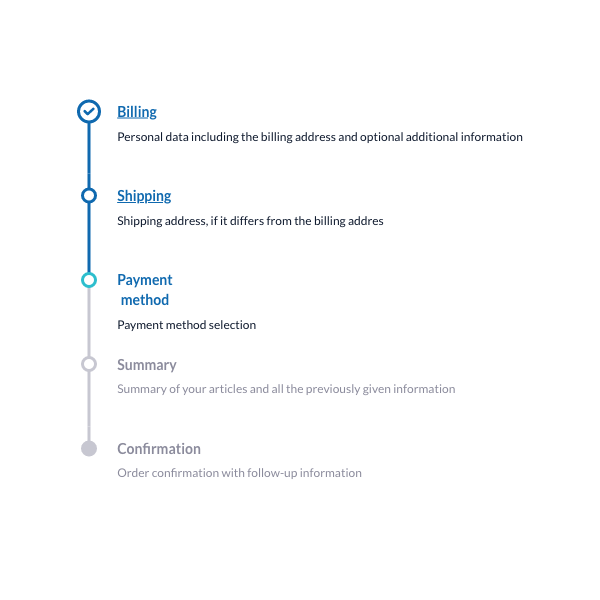 Billing
Personal data including the billing address and optional additional information
Shipping
Shipping address, if it differs from the billing addres
Payment
method
Payment method selection
Summary
Summary of your articles and all the previously given information
Confirmation
Order confirmation with follow-up information